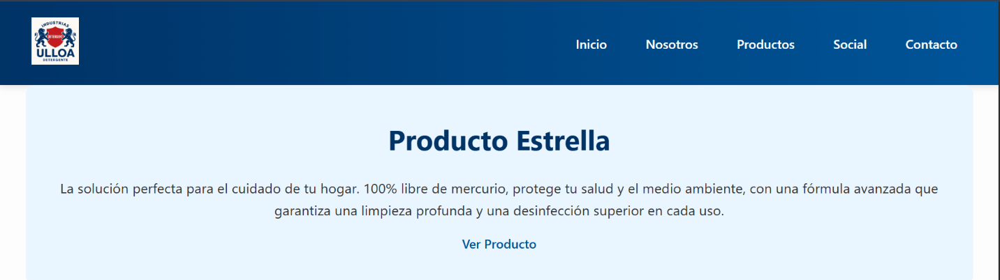 INDUSTRIAS
DETERGENTE
ULLOA
DETERGENTE
Inicio
Nosotros
Productos
Social
Contacto
Producto Estrella
La solución perfecta para el cuidado de tu hogar. 100% libre de mercurio, protege tu salud y el medio ambiente, con una fórmula avanzada que
garantiza una limpieza profunda y una desinfección superior en cada uso.
Ver Producto